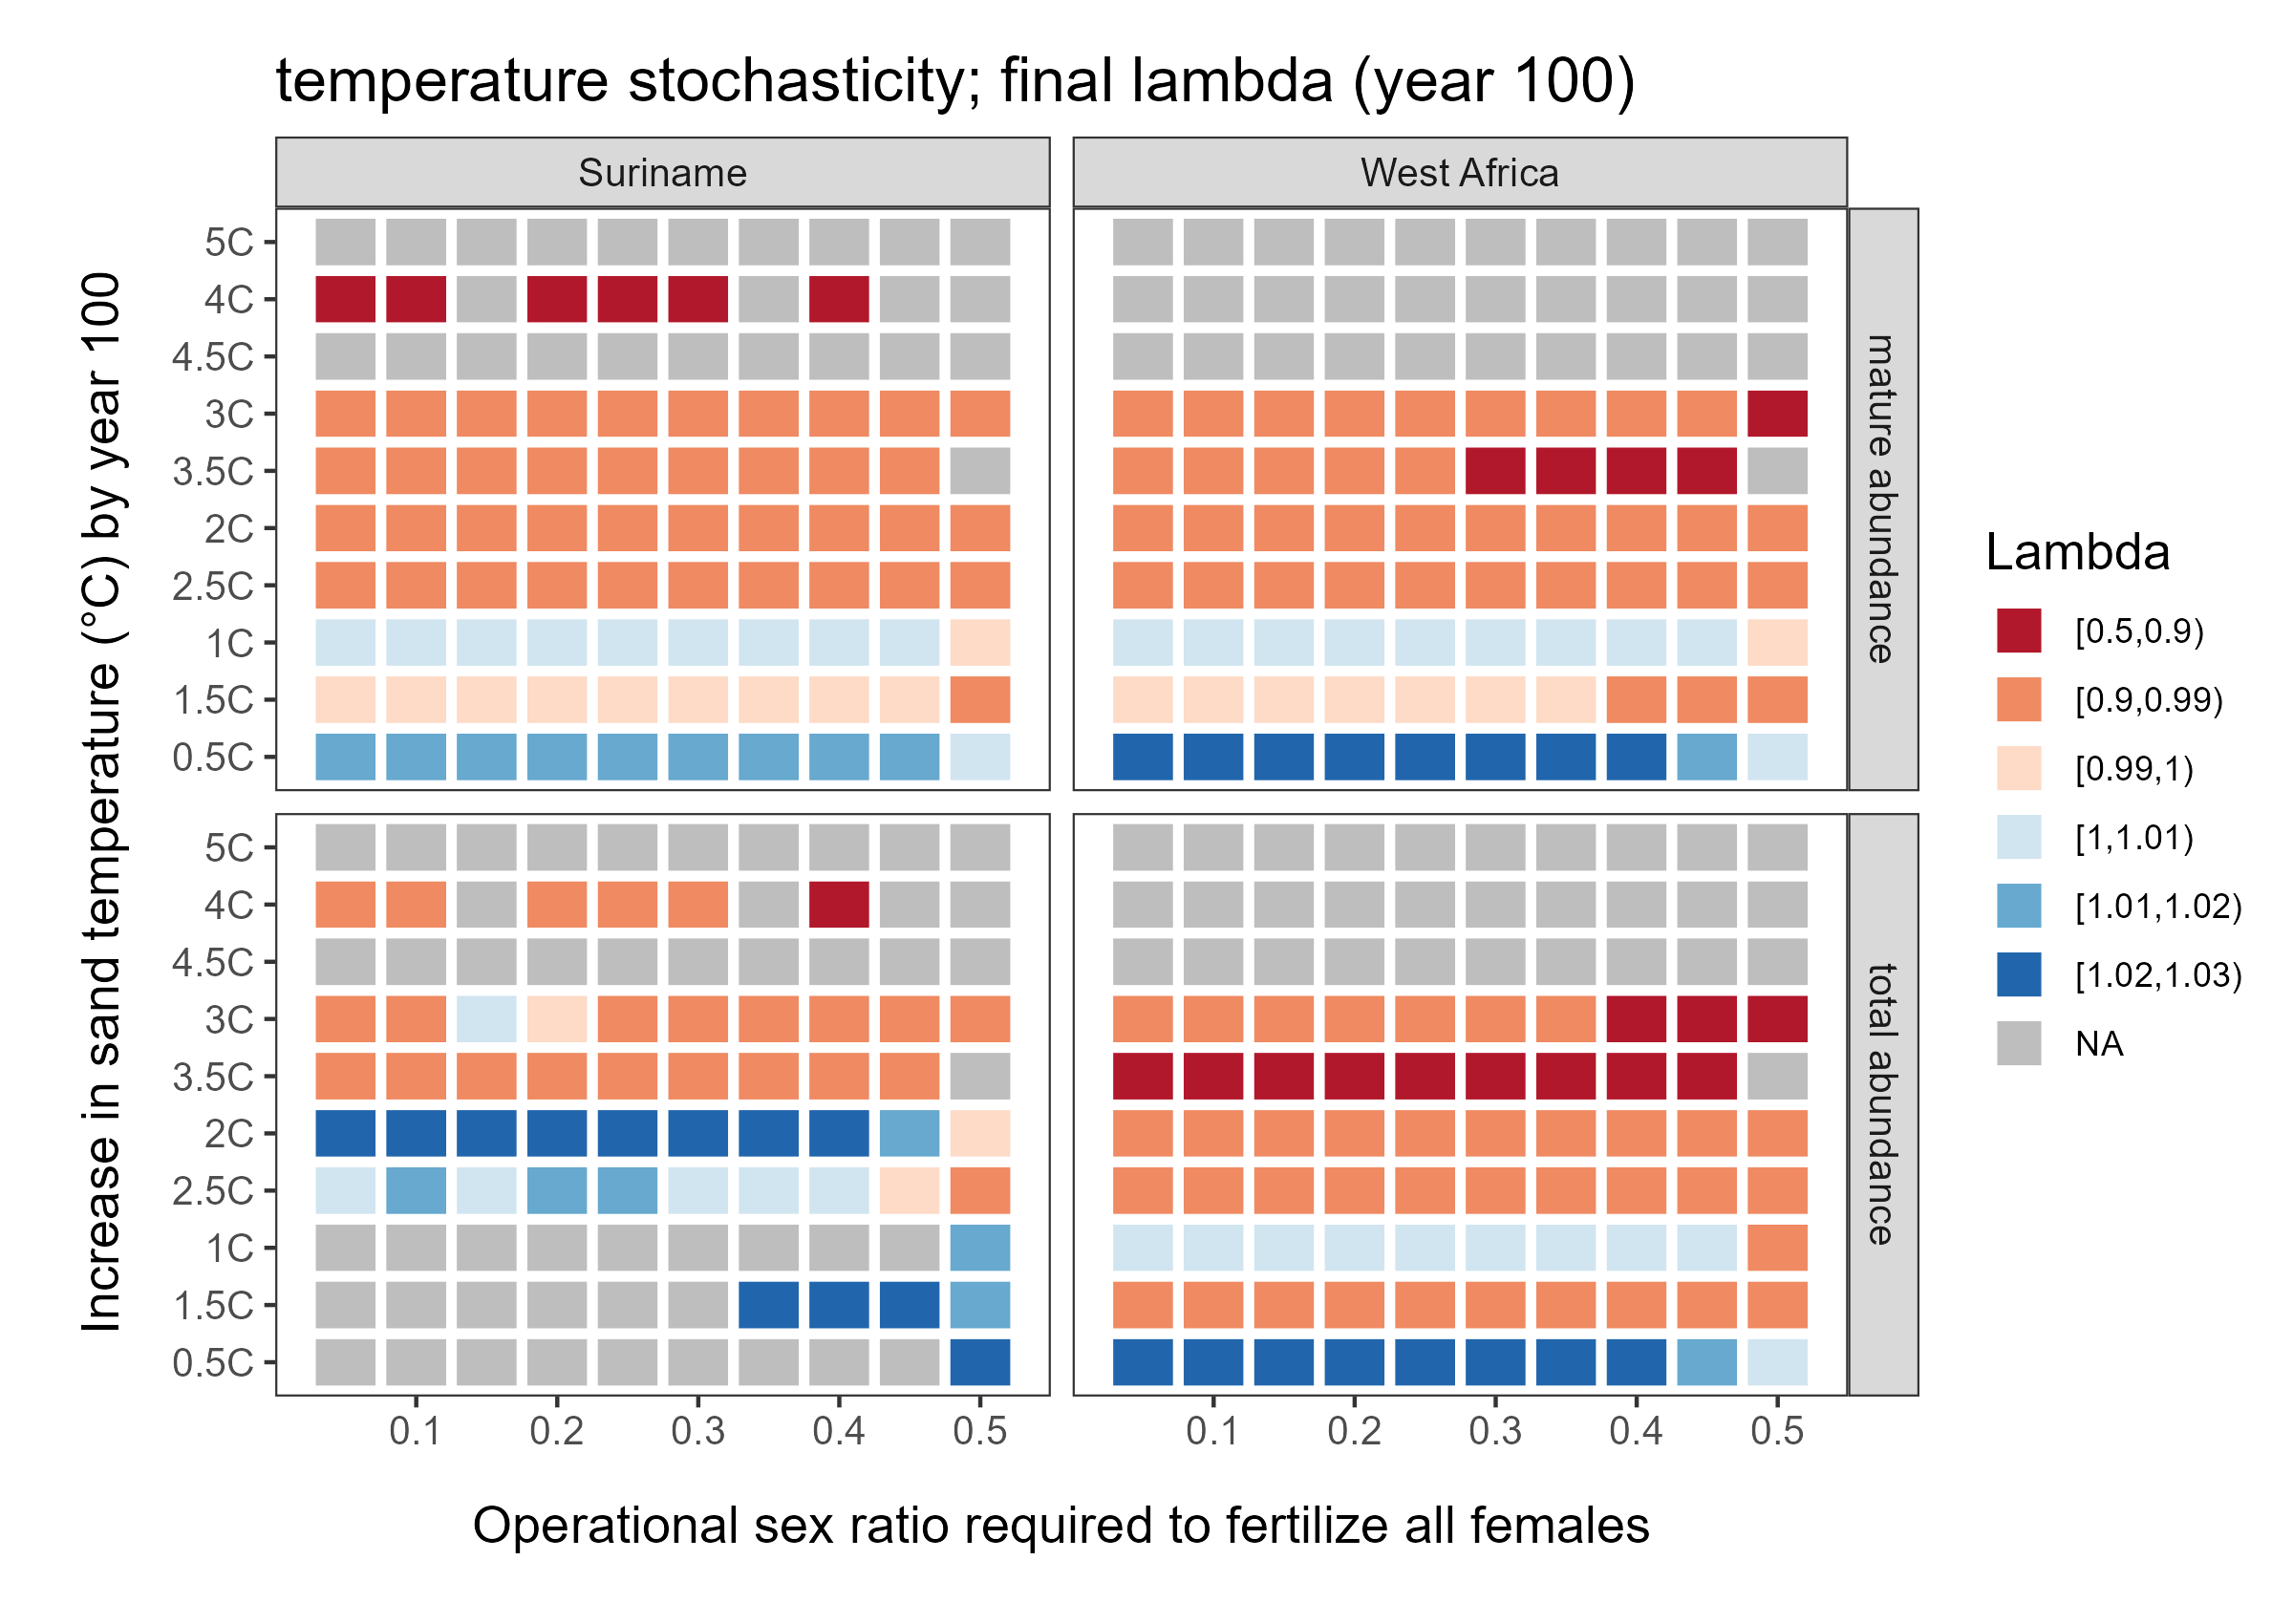 temperature stochasticity; final lambda (year 100)
Suriname
West Africa
Increase in sand temperature (°C) by year 100
5C
4C
4.5C
3C
3.5C
2C
2.5C
1C
1.5C
0.5C
mature abundance
5C
4C
4.5C
3C
3.5C
2C
2.5C
1C
1.5C
0.5C
total abundance
0.1 0.2 0.3 0.4 0.5
0.1 0.2 0.3 0.4 0.5
Operational sex ratio required to fertilize all females
Lambda
[0.5,0.9)
[0.9,0.99)
[0.99,1)
[1,1.01)
[1.01,1.02)
[1.02,1.03)
NA